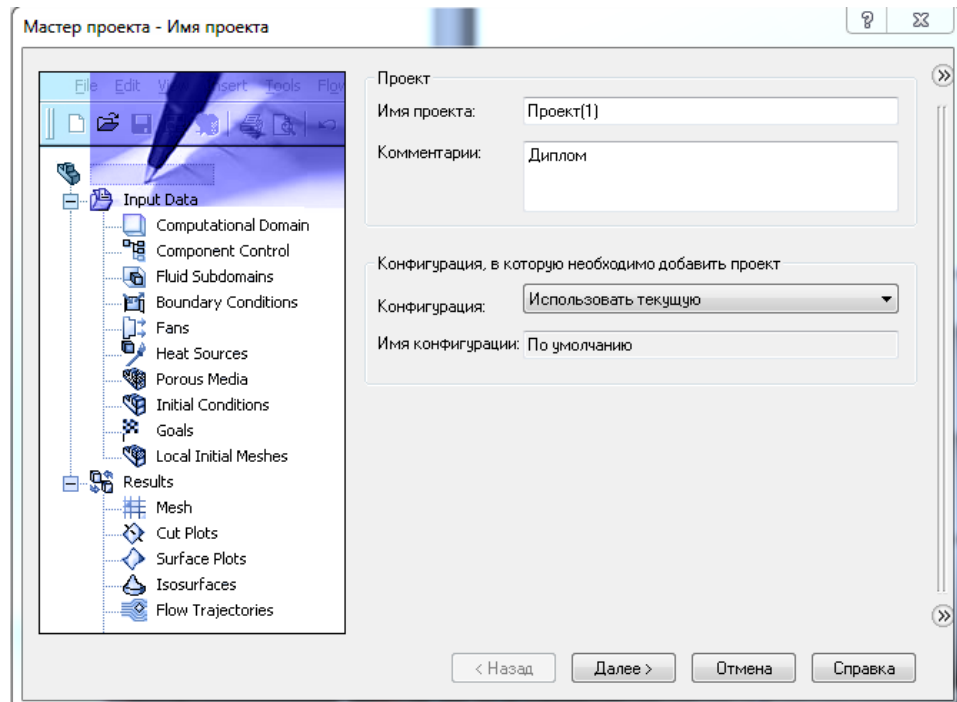 Мастер проекта - Имя проекта
File Edit Insert Tools
Input Data
Computational Domain
Component Control
Fluid Subdomains
Boundary Conditions
Fans
Heat Sources
Porous Media
Initial Conditions
Goals
Local Initial Meshes
Results
Mesh
Cut Plots
Surface Plots
Isosurfaces
Flow Trajectories
Проект
Имя проекта: Проект(1)
Комментарии: Диплом
Конфигурация, в которую необходимо добавить проект
Конфигурация: Использовать текущую
Имя конфигурации: По умолчанию
< Назад Далее > Отмена Справка